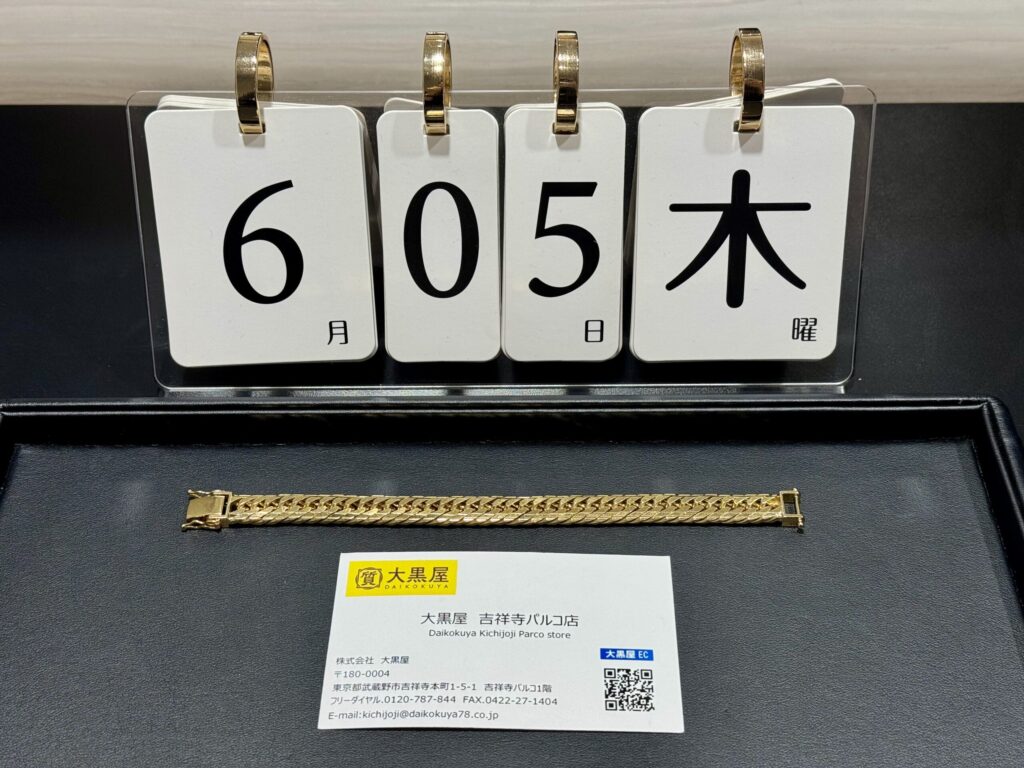 6 05 木
月 日 曜
質 大黒屋
DAIKOKUYA
大黒屋 吉祥寺パルコ店
Daikokuya Kichijoji Parco store
大黒屋 EC
株式会社 大黒屋
〒180-0004
東京都武蔵野市吉祥寺本町1-5-1 吉祥寺パルコ1階
フリーダイヤル.0120-787-844 FAX.0422-27-1404
E-mail:kichijoji@daikokuya78.co.jp